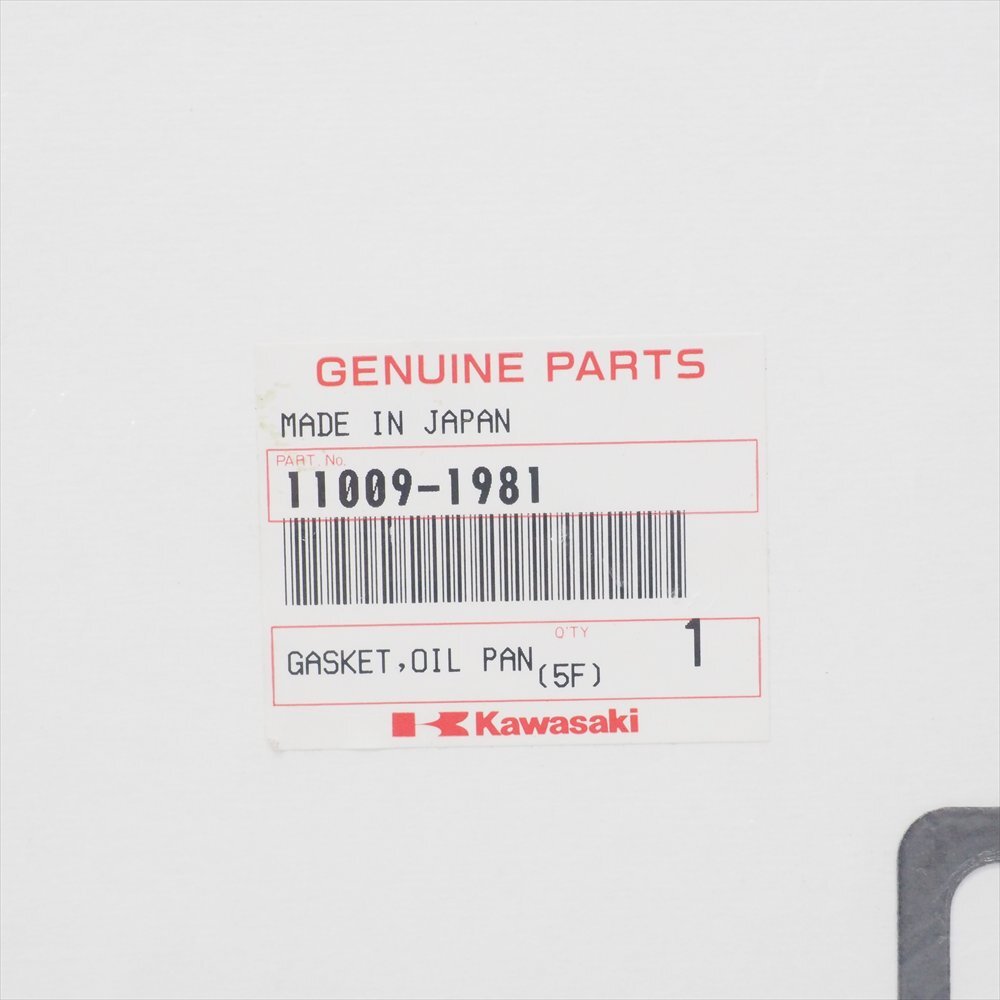 GENUINE PARTS
MADE IN JAPAN
PART. No.
11009-1981
Q'TY
GASKET,OIL PAN(5F) 1
Kawasaki